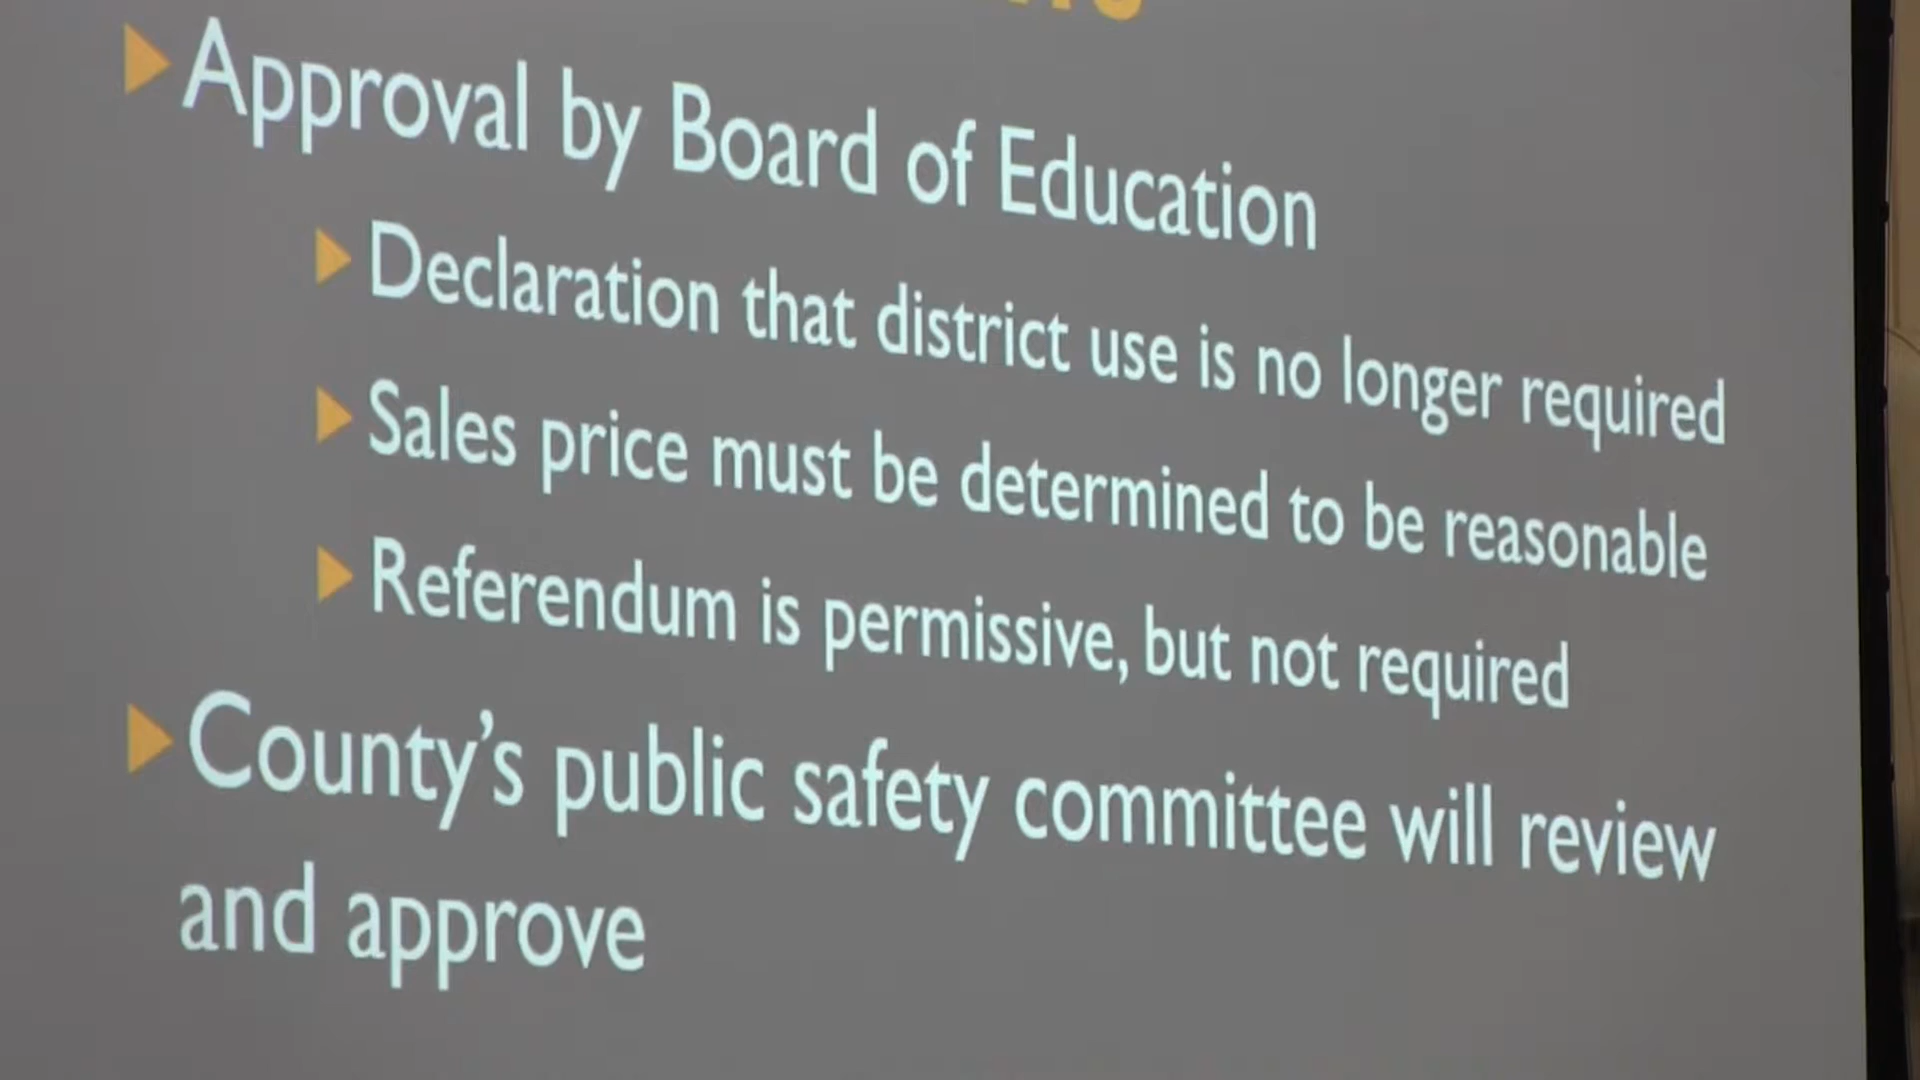 Approval by Board of Education
Declaration that district use is no longer required
Sales price must be determined to be reasonable
Referendum is permissive, but not required
County's public safety committee will review
and approve